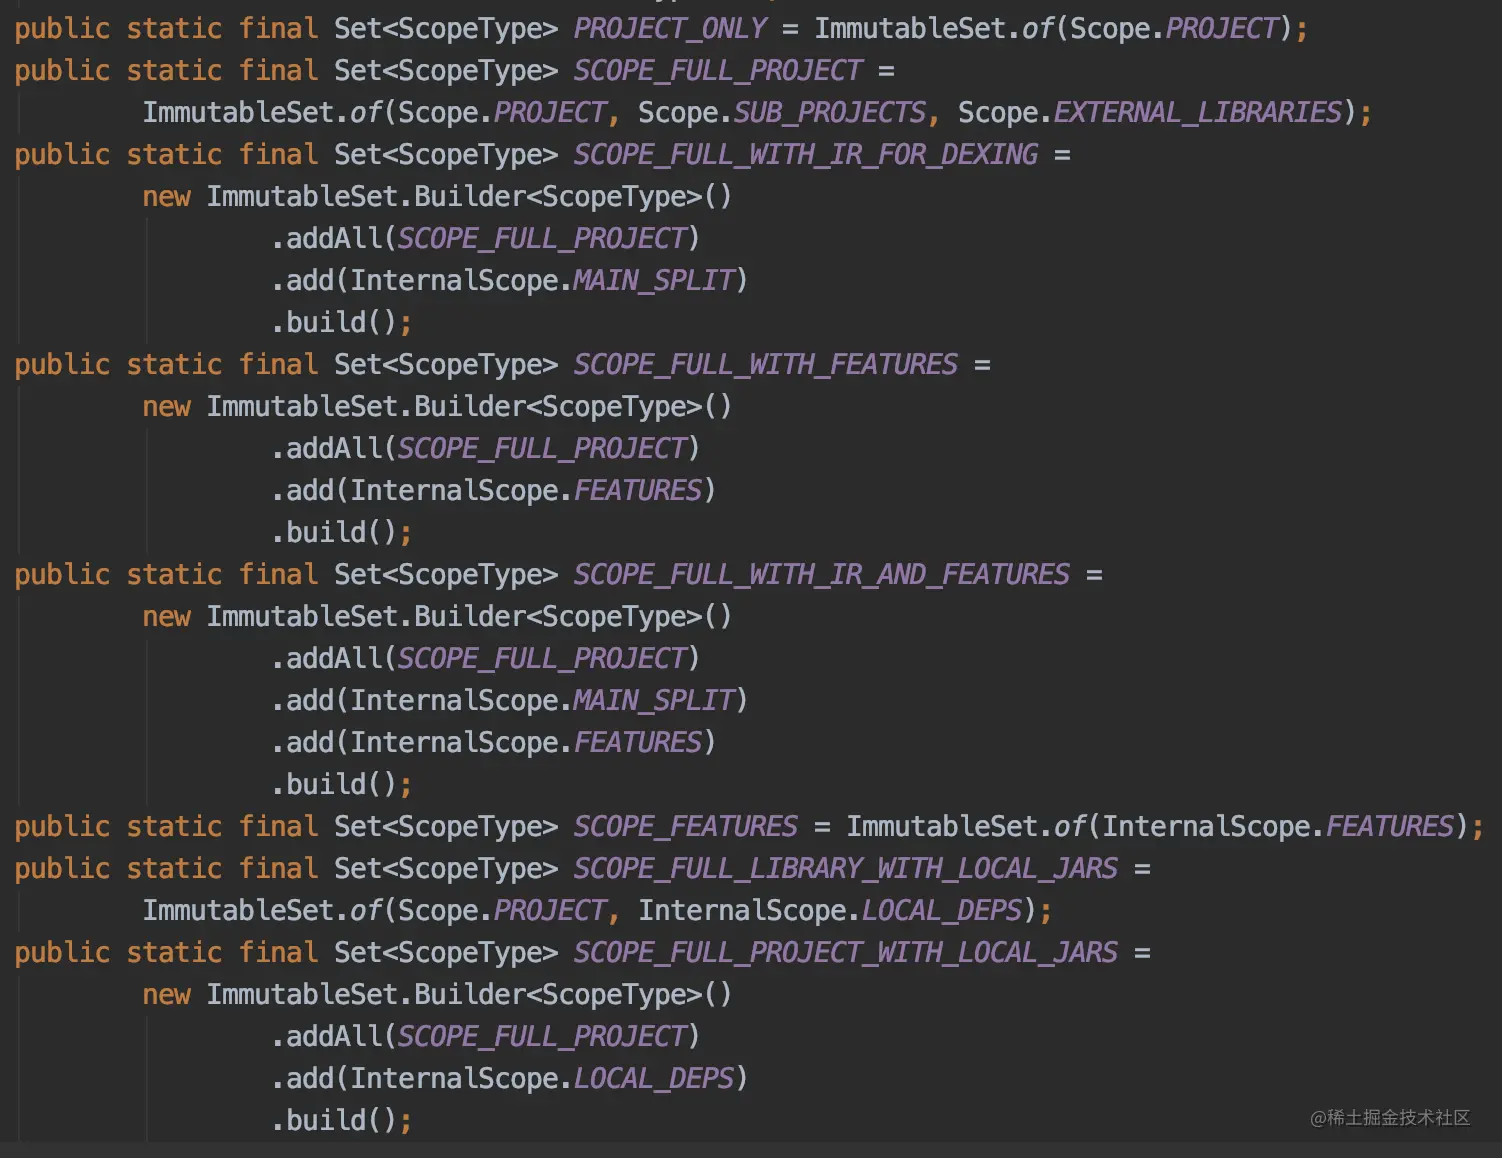 public static final Set<ScopeType> PROJECT_ONLY = ImmutableSet.of(Scope.PROJECT);
public static final Set<ScopeType> SCOPE_FULL_PROJECT =
        ImmutableSet.of(Scope.PROJECT, Scope.SUB_PROJECTS, Scope.EXTERNAL_LIBRARIES);
public static final Set<ScopeType> SCOPE_FULL_WITH_IR_FOR_DEXING =
        new ImmutableSet.Builder<ScopeType>()
                .addAll(SCOPE_FULL_PROJECT)
                .add(InternalScope.MAIN_SPLIT)
                .build();
public static final Set<ScopeType> SCOPE_FULL_WITH_FEATURES =
        new ImmutableSet.Builder<ScopeType>()
                .addAll(SCOPE_FULL_PROJECT)
                .add(InternalScope.FEATURES)
                .build();
public static final Set<ScopeType> SCOPE_FULL_WITH_IR_AND_FEATURES =
        new ImmutableSet.Builder<ScopeType>()
                .addAll(SCOPE_FULL_PROJECT)
                .add(InternalScope.MAIN_SPLIT)
                .add(InternalScope.FEATURES)
                .build();
public static final Set<ScopeType> SCOPE_FEATURES = ImmutableSet.of(InternalScope.FEATURES);
public static final Set<ScopeType> SCOPE_FULL_LIBRARY_WITH_LOCAL_JARS =
        ImmutableSet.of(Scope.PROJECT, InternalScope.LOCAL_DEPS);
public static final Set<ScopeType> SCOPE_FULL_PROJECT_WITH_LOCAL_JARS =
        new ImmutableSet.Builder<ScopeType>()
                .addAll(SCOPE_FULL_PROJECT)
                .add(InternalScope.LOCAL_DEPS)
                .build();
@稀土掘金技术社区